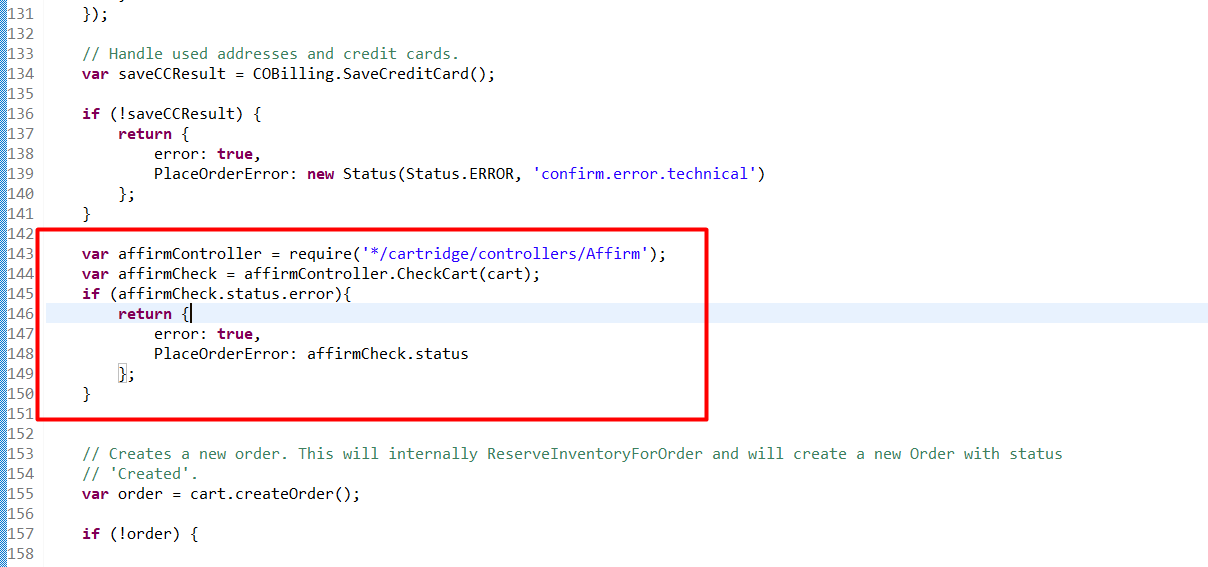 131 });
132
133 // Handle used addresses and credit cards.
134 var saveCCResult = COBilling.SaveCreditCard();
135
136 if (!saveCCResult) {
137 return {
138 error: true,
139 PlaceOrderError: new Status(Status.ERROR, 'confirm.error.technical')
140 };
141 }
142
143 var affirmController = require('*/cartridge/controllers/Affirm');
144 var affirmCheck = affirmController.CheckCart(cart);
145 if (affirmCheck.status.error){
146 return {
147 error: true,
148 PlaceOrderError: affirmCheck.status
149 };
150 }
151
152
153 // Creates a new order. This will internally ReserveInventoryForOrder and will create a new Order with status
154 // 'Created'.
155 var order = cart.createOrder();
156
157 if (!order) {
158